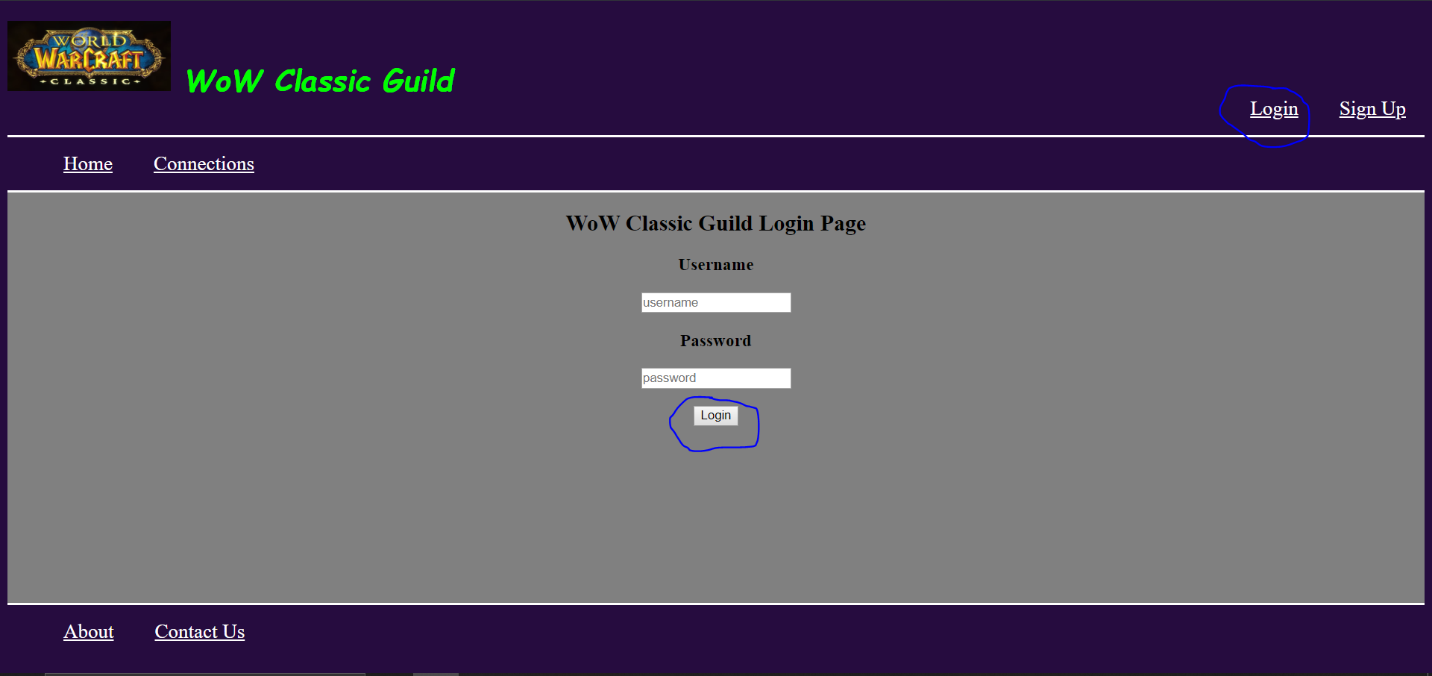 WORLD
WARCRAFT
CLASSIC
WoW Classic Guild
Login Sign Up
Home Connections
WoW Classic Guild Login Page
Username
username
Password
password
Login
About Contact Us